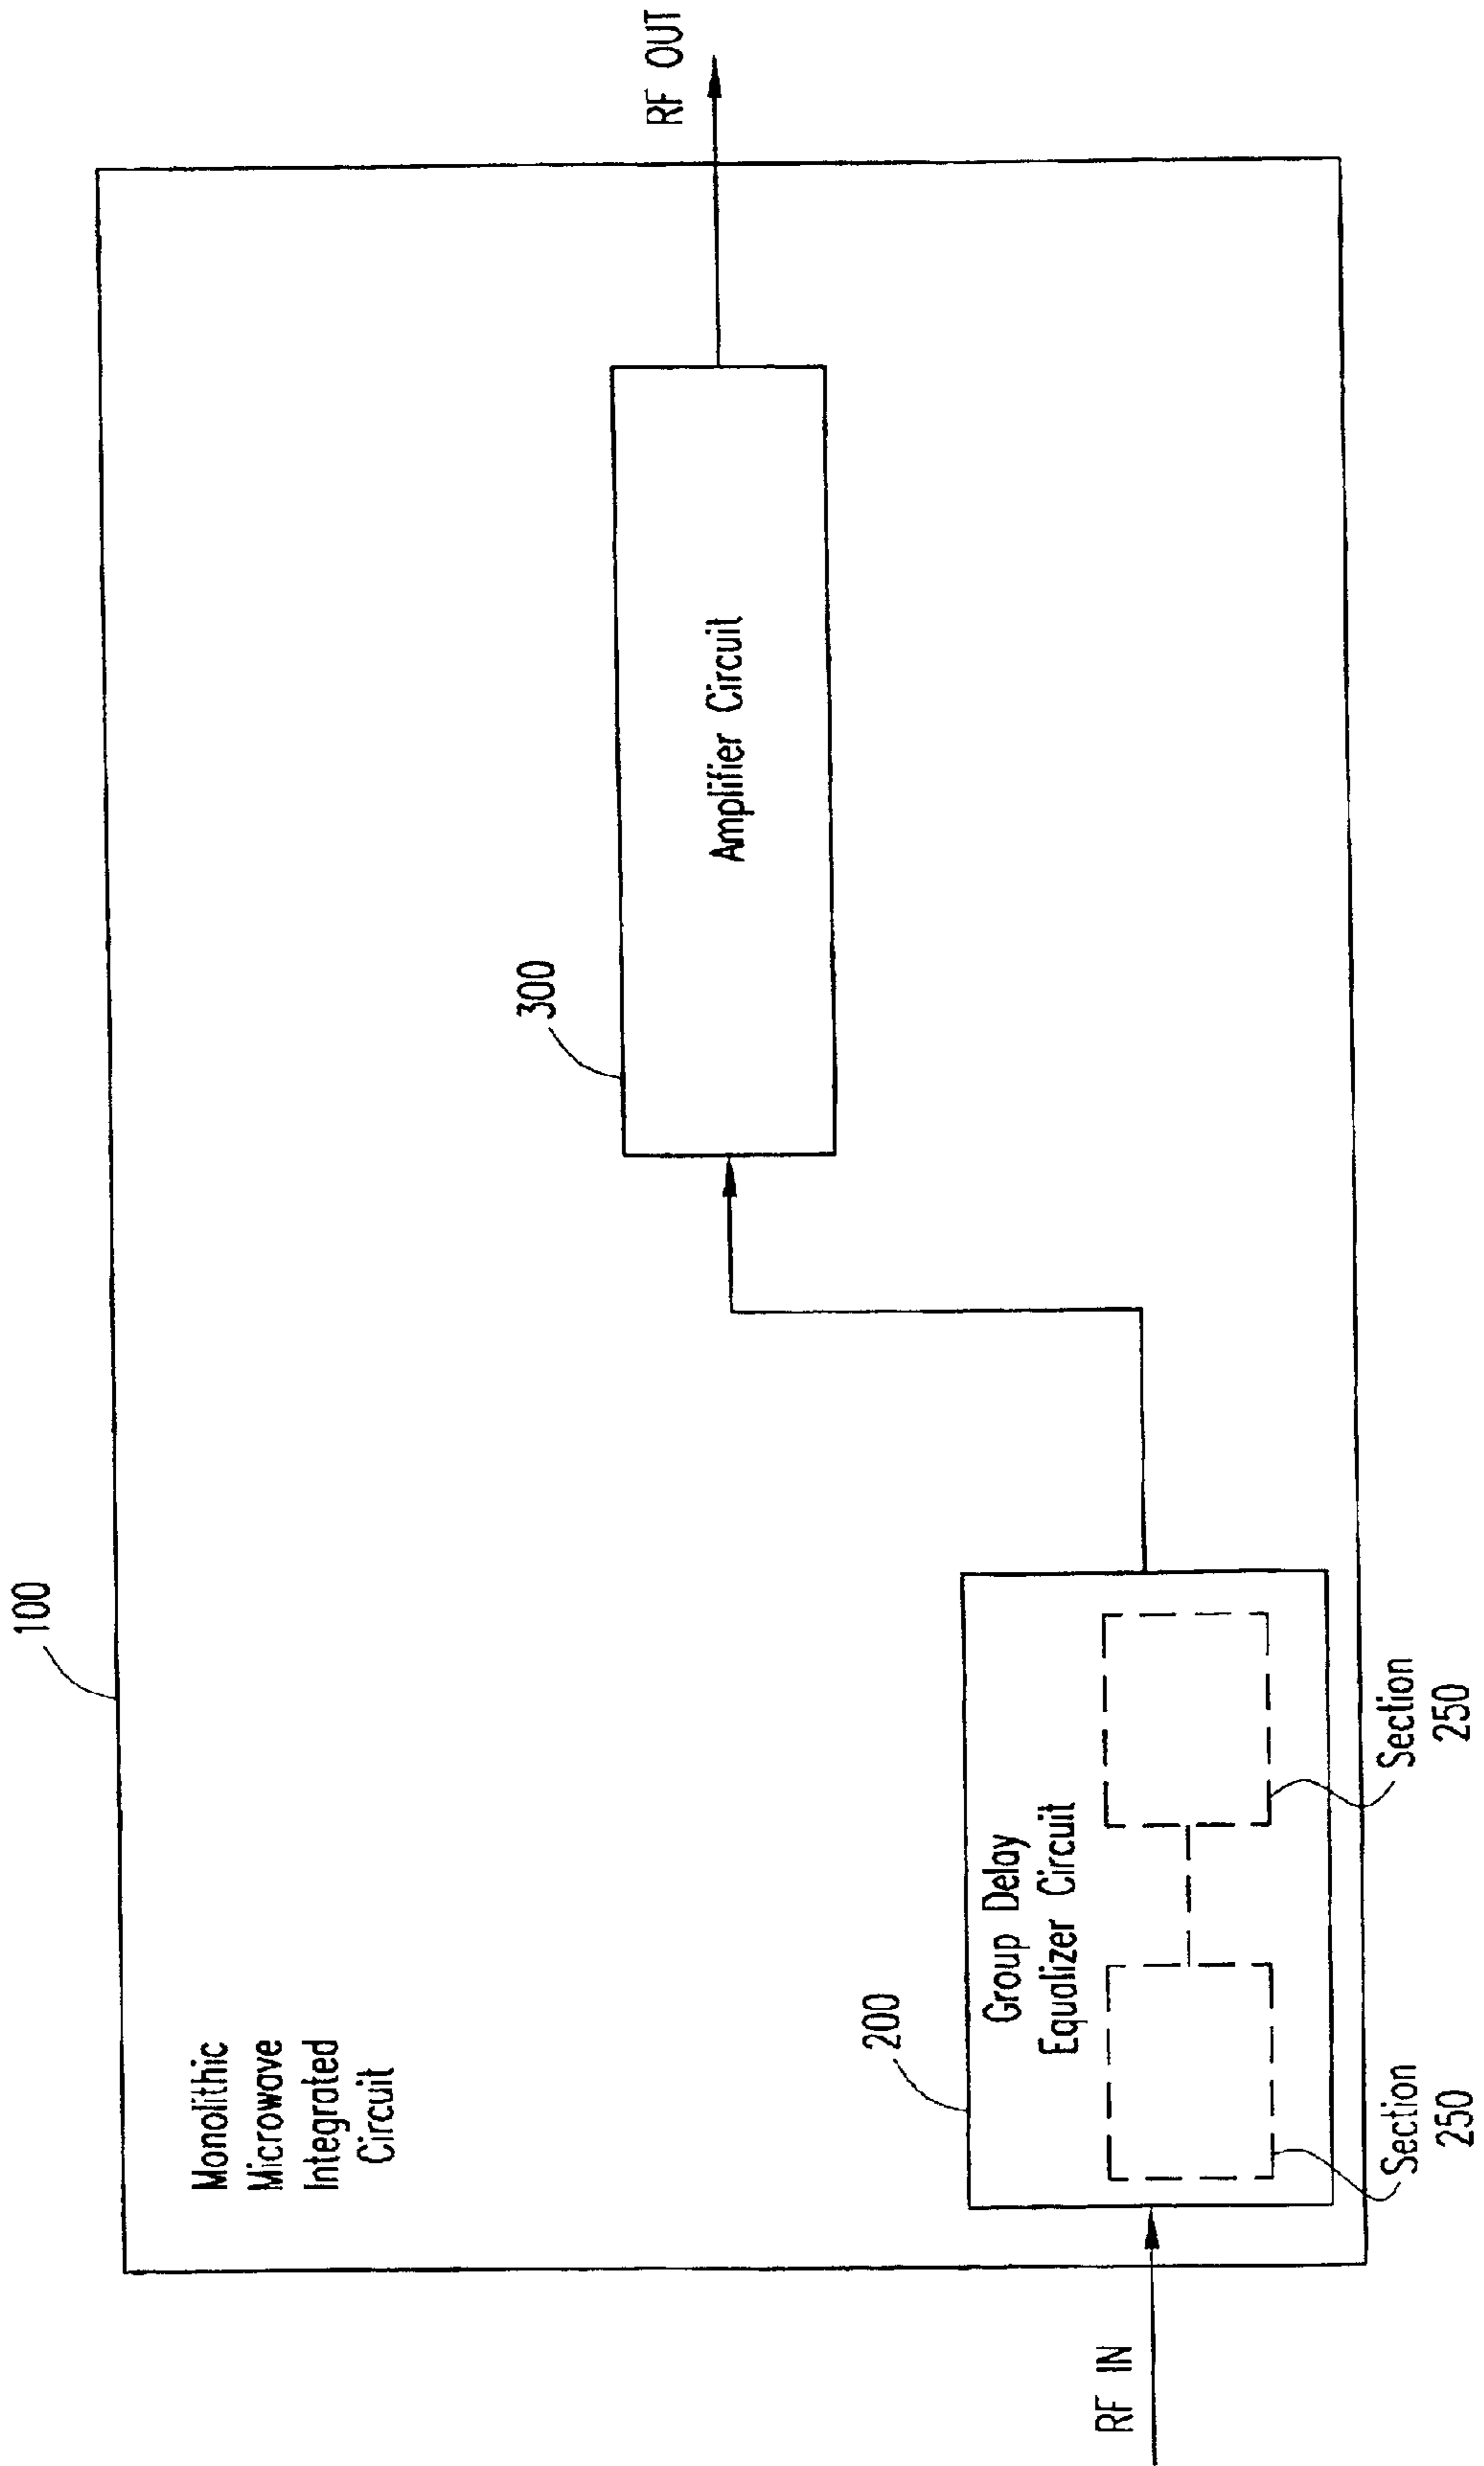 100
Monolithic
Microwave
Integrated
Circuit
300
Amplifier Circuit
RF OUT
200
Group Delay
Equalizer Circuit
RF IN
Section
250
Section
250